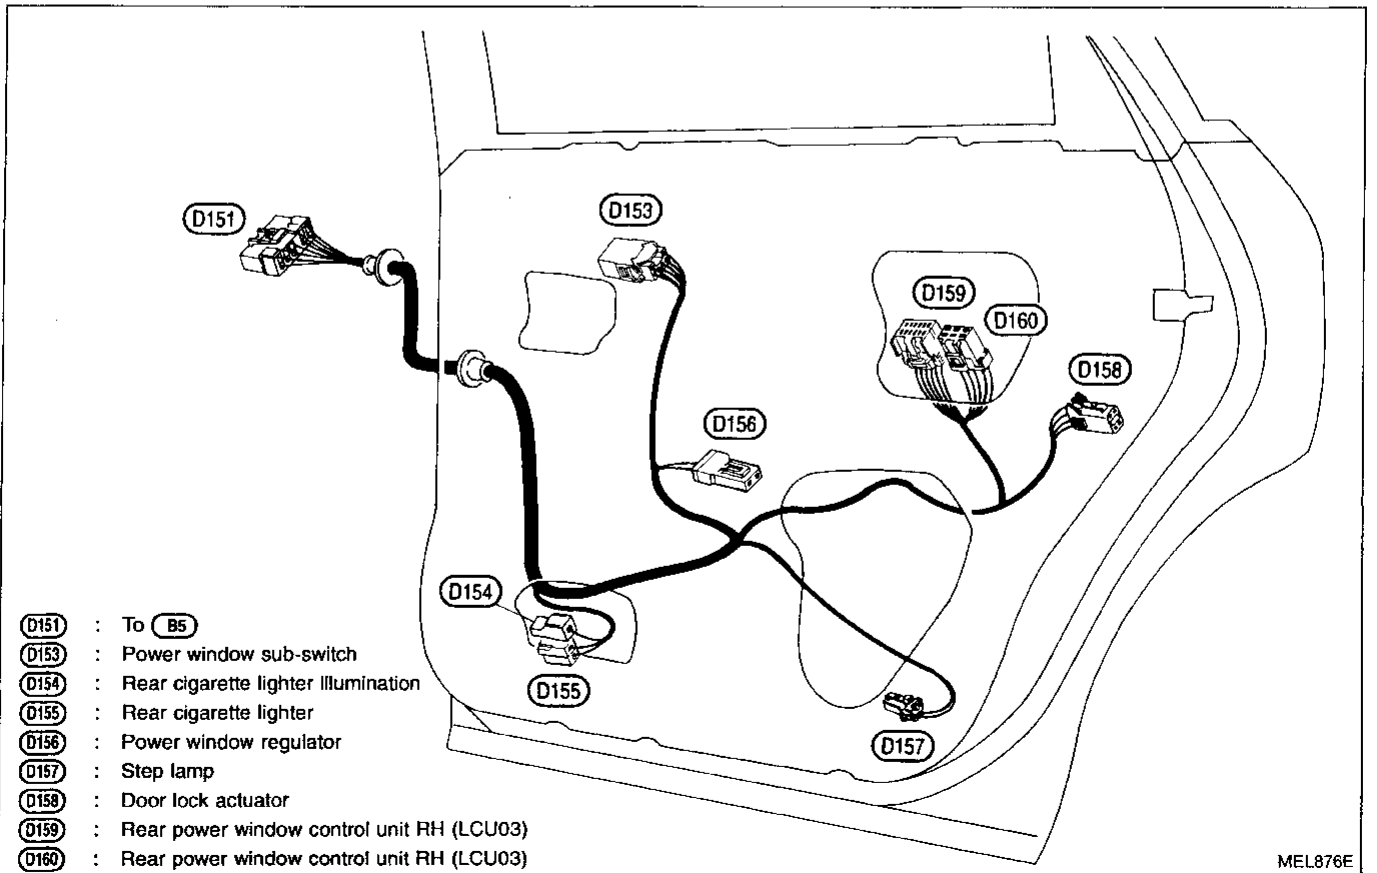 D151
D153
D159
D160
D158
D156
D154
D155
D157
D151 : To B5
D153 : Power window sub-switch
D154 : Rear cigarette lighter Illumination
D155 : Rear cigarette lighter
D156 : Power window regulator
D157 : Step lamp
D158 : Door lock actuator
D159 : Rear power window control unit RH (LCU03)
D160 : Rear power window control unit RH (LCU03)
MEL876E